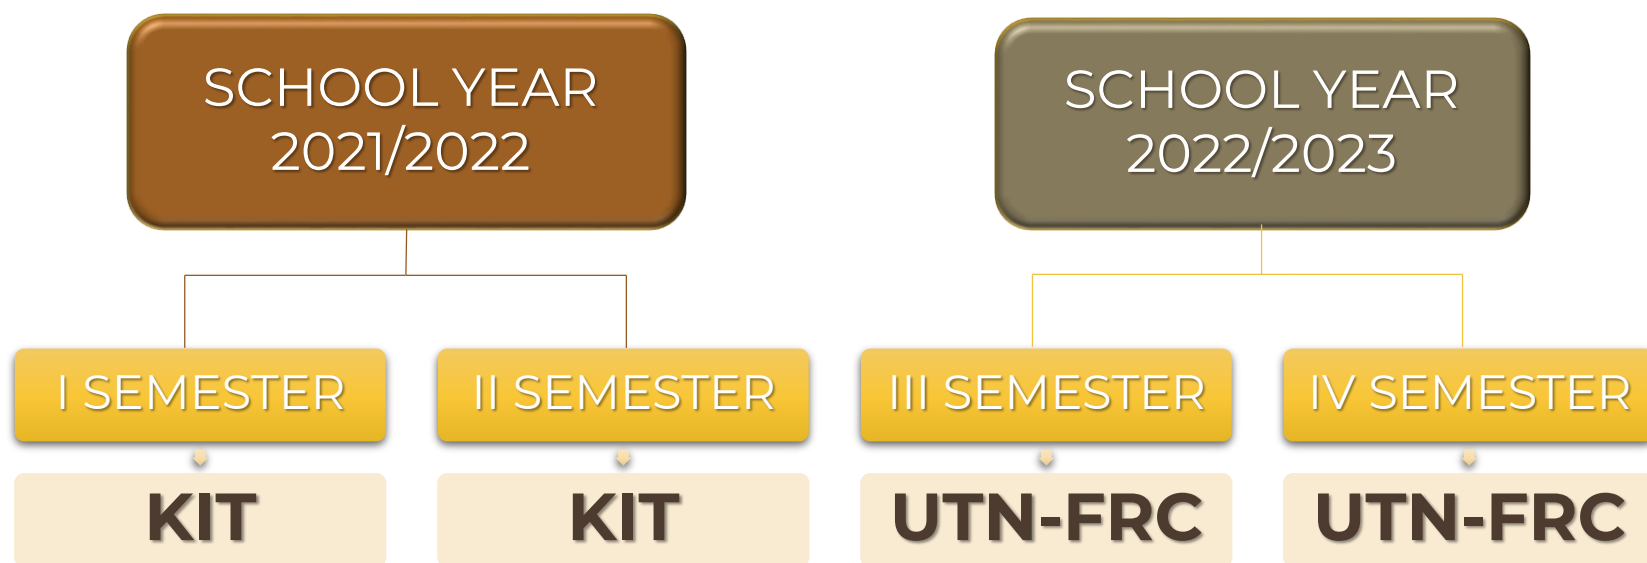 SCHOOL YEAR
2021/2022
SCHOOL YEAR
2022/2023
I SEMESTER
II SEMESTER
III SEMESTER
IV SEMESTER
KIT
KIT
UTN-FRC
UTN-FRC